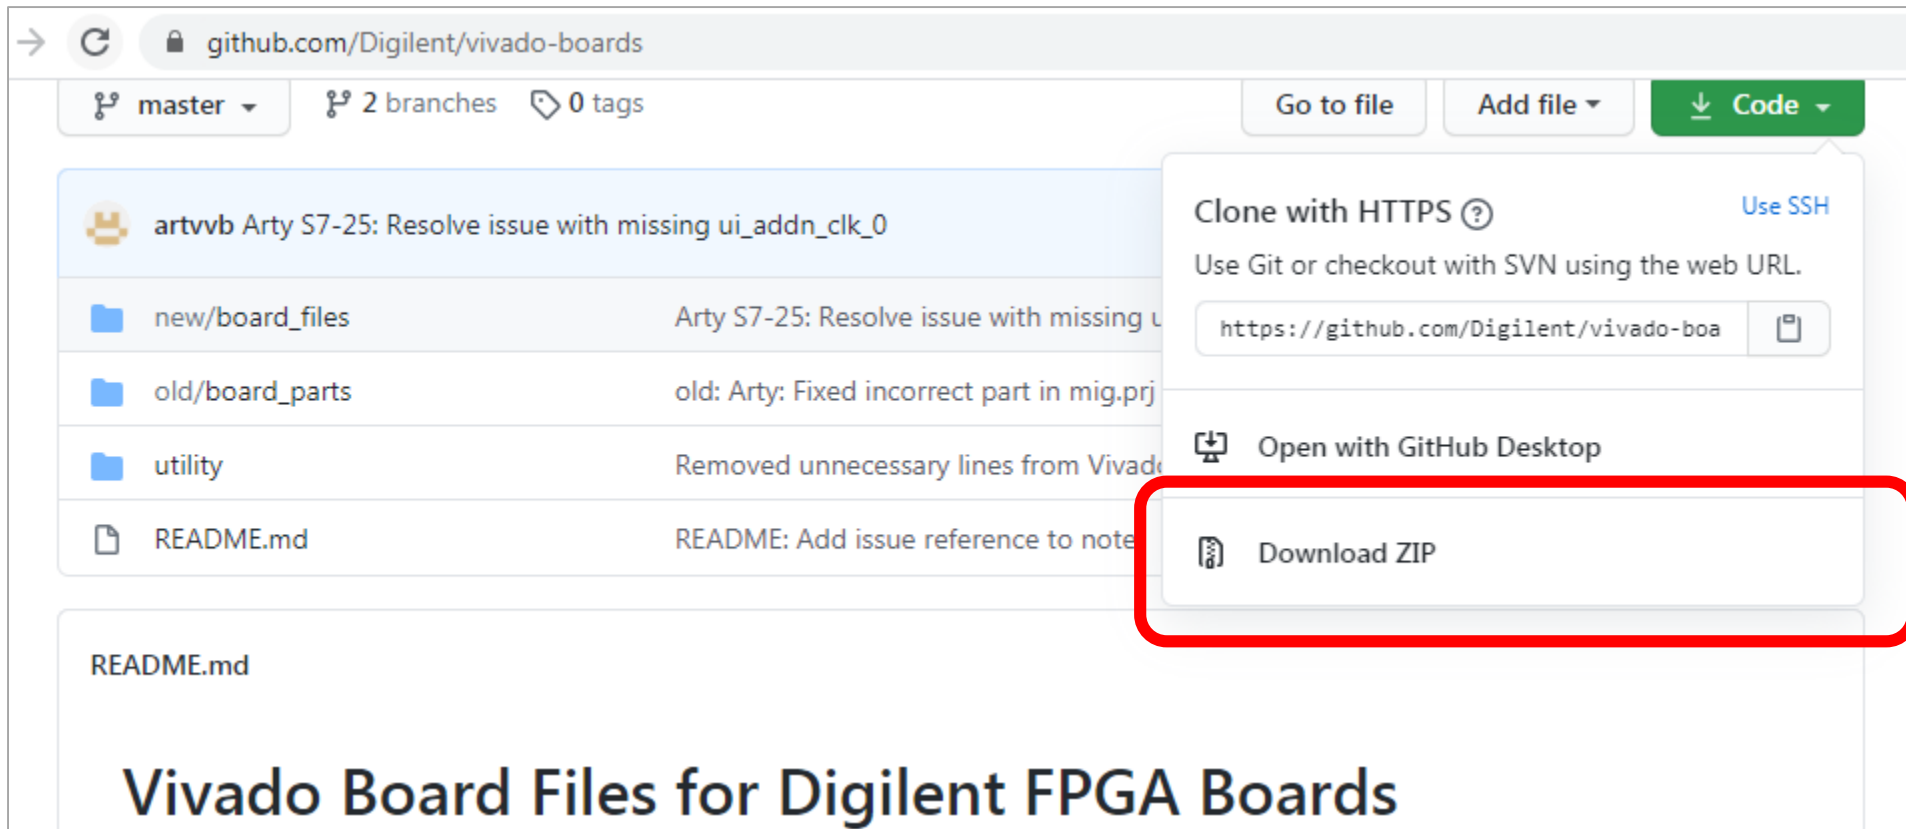 github.com/Digilent/vivado-boards
master 2 branches 0 tags Go to file Add file Code
artvvb Arty S7-25: Resolve issue with missing ui_addn_clk_0
new/board_files Arty S7-25: Resolve issue with missing
old/board_parts old: Arty: Fixed incorrect part in mig.prj
utility Removed unnecessary lines from
README.md README: Add issue reference to note
Clone with HTTPS Use SSH
Use Git or checkout with SVN using the web URL.
https://github.com/Digilent/vivado-boa
Open with GitHub Desktop
Download ZIP
README.md
Vivado Board Files for Digilent FPGA Boards